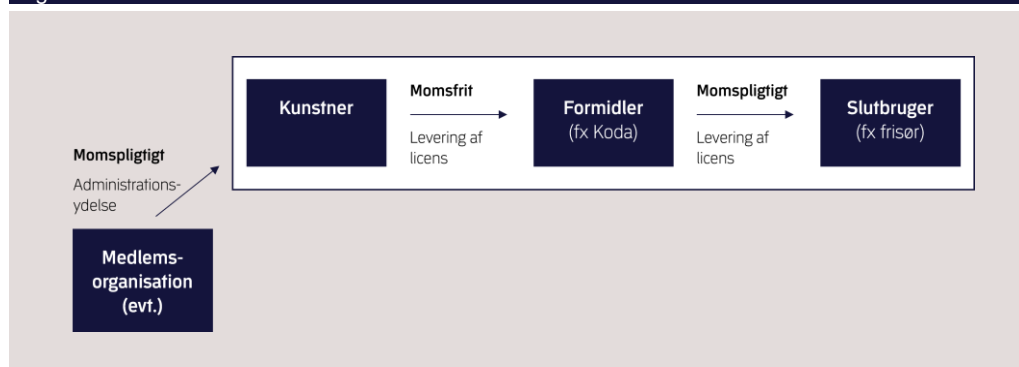 Kunstner
Momsfrit
Levering af
licens
Formidler
(fx Koda)
Momspligtigt
Levering af
licens
Slutbruger
(fx frisør)
Momspligtigt
Administrations-
ydelse
Medlems-
organisation
(evt.)